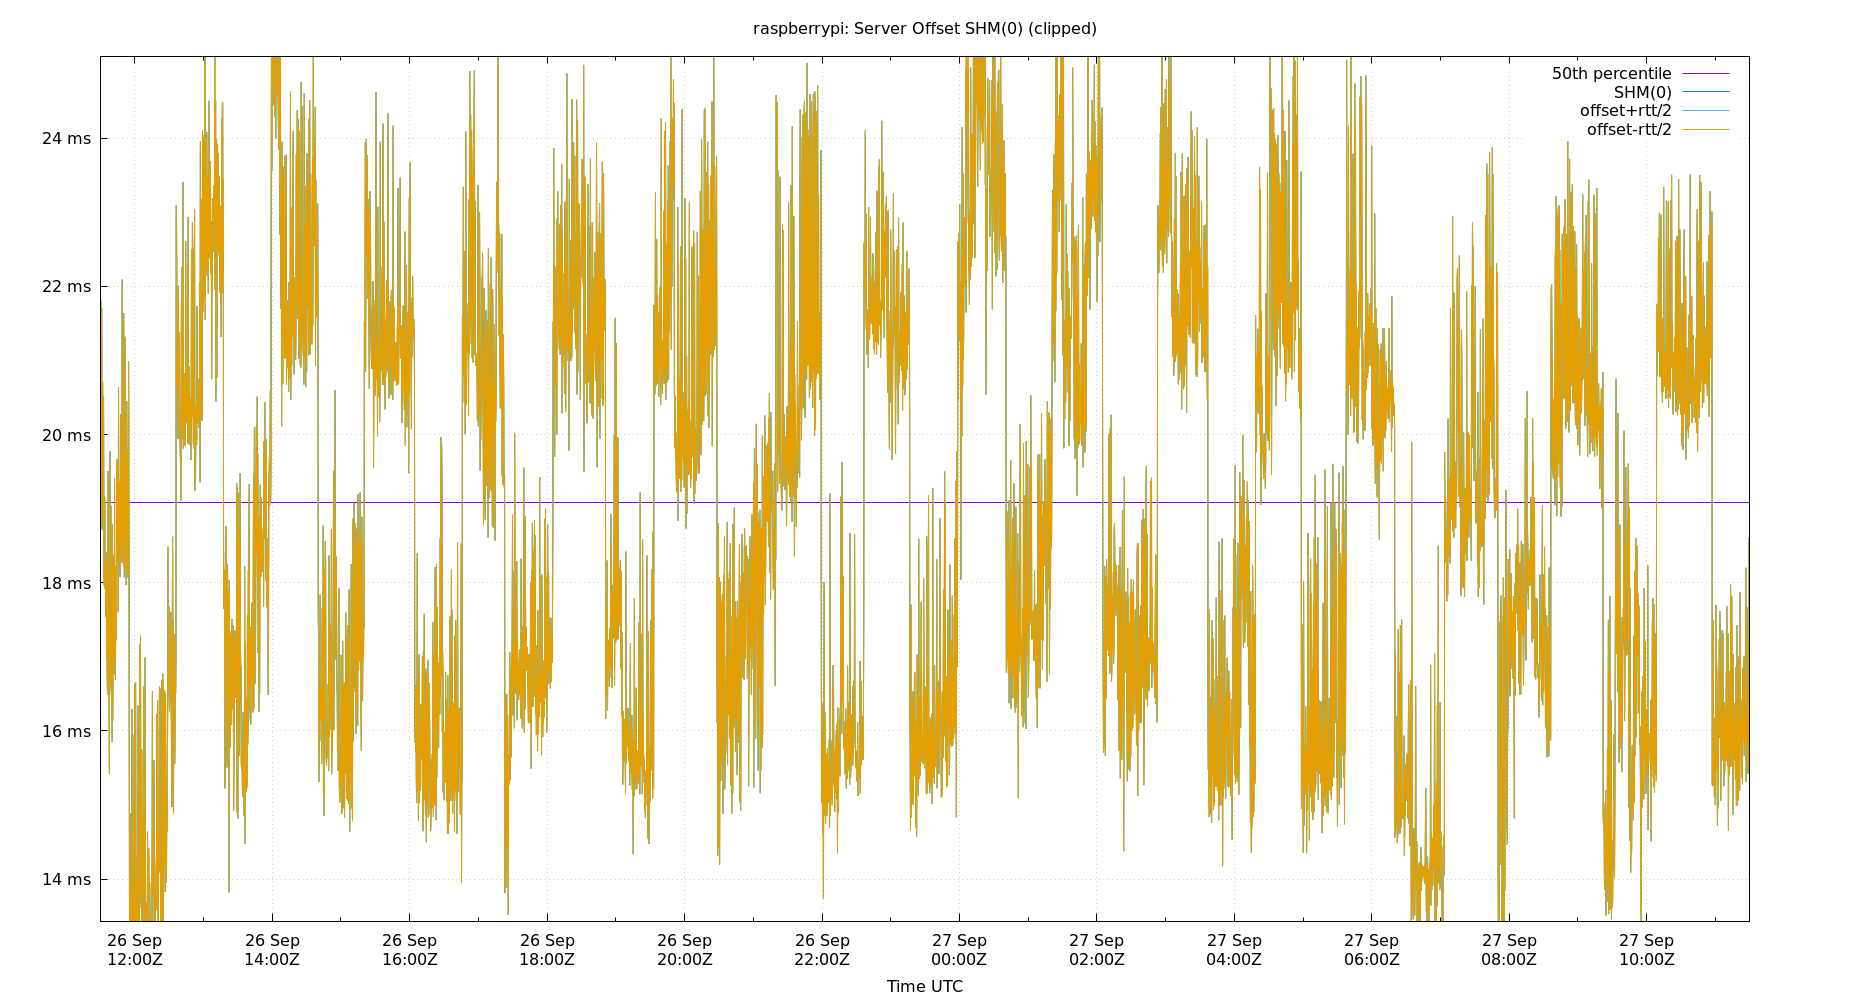 raspberrypi: Server Offset SHM(0) (clipped)
50th percentile
SHM(0)
offset+rtt/2
offset-rtt/2
24 ms
22 ms
20 ms
18 ms
16 ms
14 ms
26 Sep 26 Sep 26 Sep 26 Sep 26 Sep 26 Sep 27 Sep 27 Sep 27 Sep 27 Sep 27 Sep 27 Sep
12:00Z 14:00Z 16:00Z 18:00Z 20:00Z 22:00Z 00:00Z 02:00Z 04:00Z 06:00Z 08:00Z 10:00Z
Time UTC